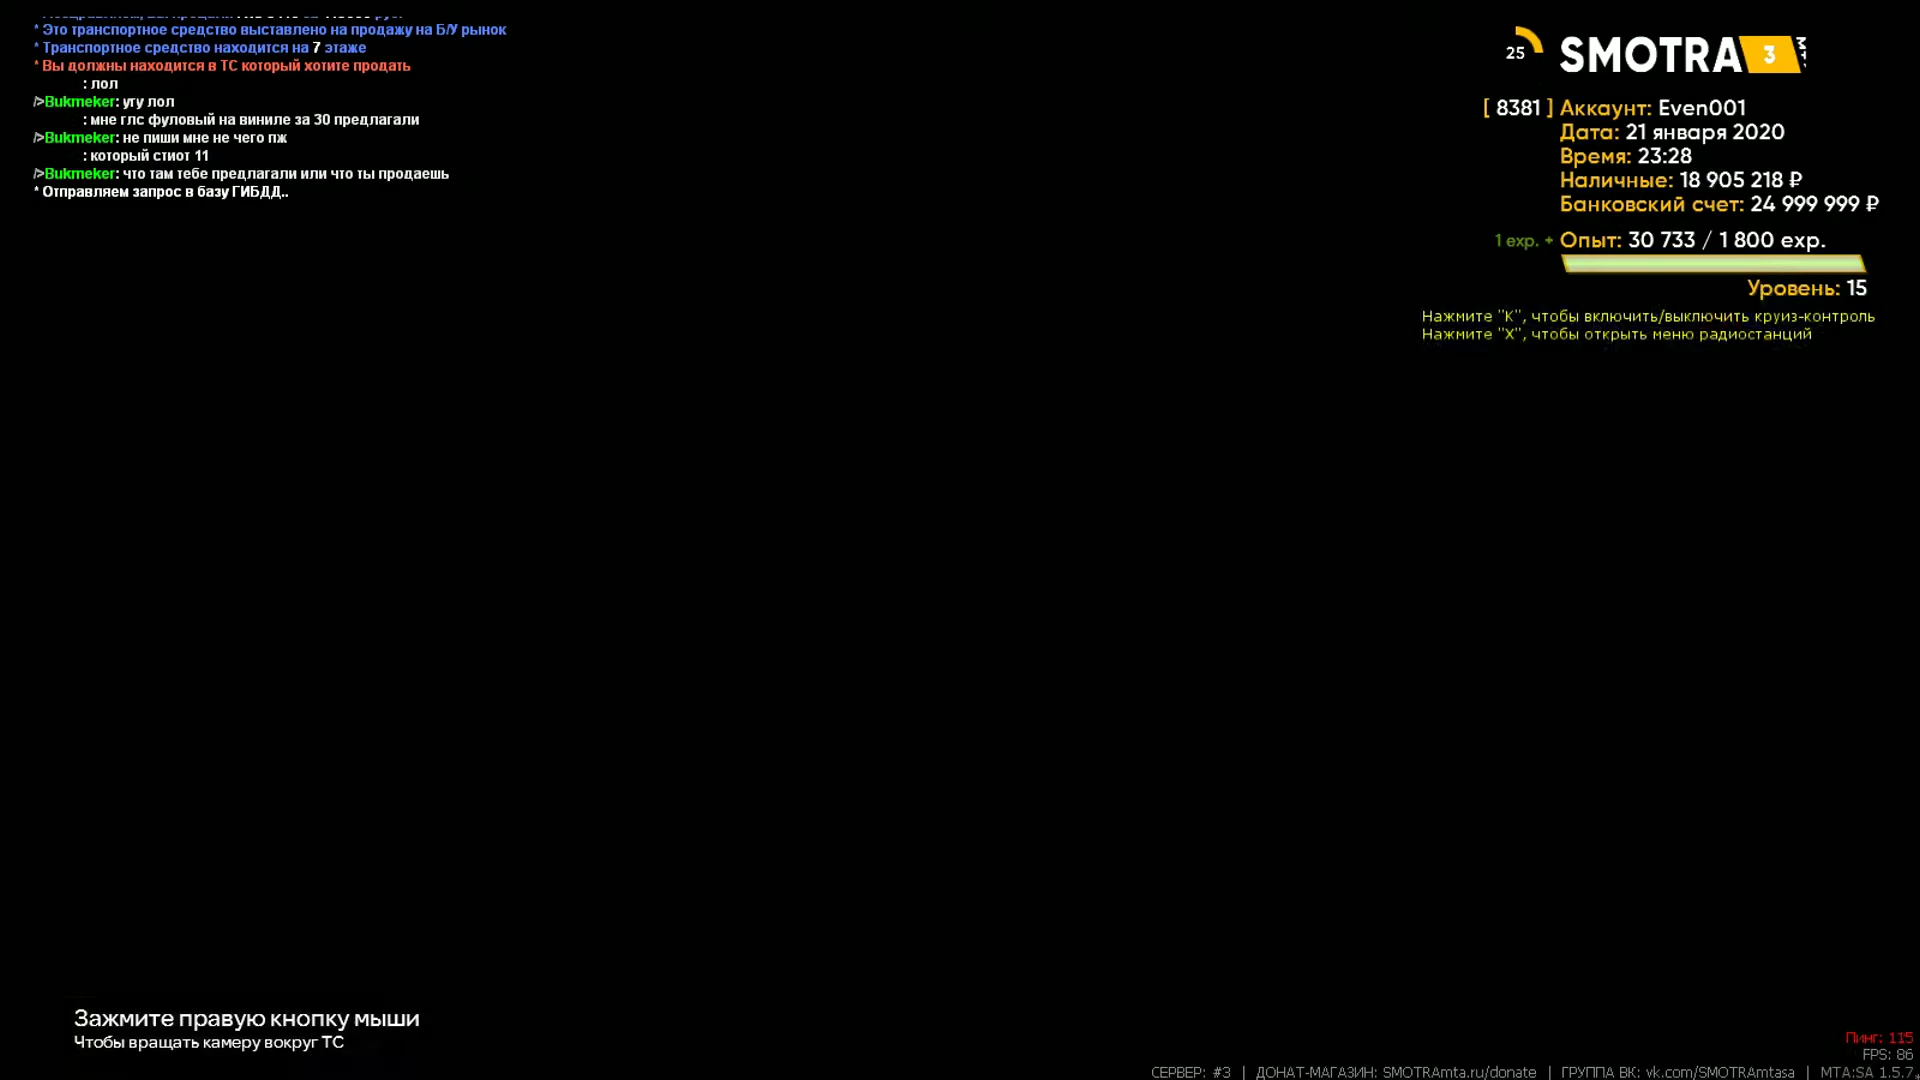 * Это транспортное средство выставлено на продажу на Б/У рынок
* Транспортное средство находится на 7 этаже
* Вы должны находится в ТС который хотите продать
: лол
/>Bukmeker: угу лол
: мне глс фуловый на виниле за 30 предлагали
/>Bukmeker: не пиши мне не чего пж
: который стиот 11
/>Bukmeker: что там тебе предлагали или что ты продаешь
* Отправляем запрос в базу ГИБДД..
25
SMOTRA 3
[ 8381 ] Аккаунт: Even001
Дата: 21 января 2020
Время: 23:28
Наличные: 18 905 218 ₽
Банковский счет: 24 999 999 ₽
1 exp. + Опыт: 30 733 / 1 800 exp.
Уровень: 15
Нажмите "K", чтобы включить/выключить круиз-контроль
Нажмите "X", чтобы открыть меню радиостанций
Зажмите правую кнопку мыши
Чтобы вращать камеру вокруг ТС
Пинг: 115
FPS: 86
СЕРВЕР: #3 | ДОНАТ-МАГАЗИН: SMOTRAmta.ru/donate | ГРУППА ВК: vk.com/SMOTRAmtasa | MTA:SA 1.5.7